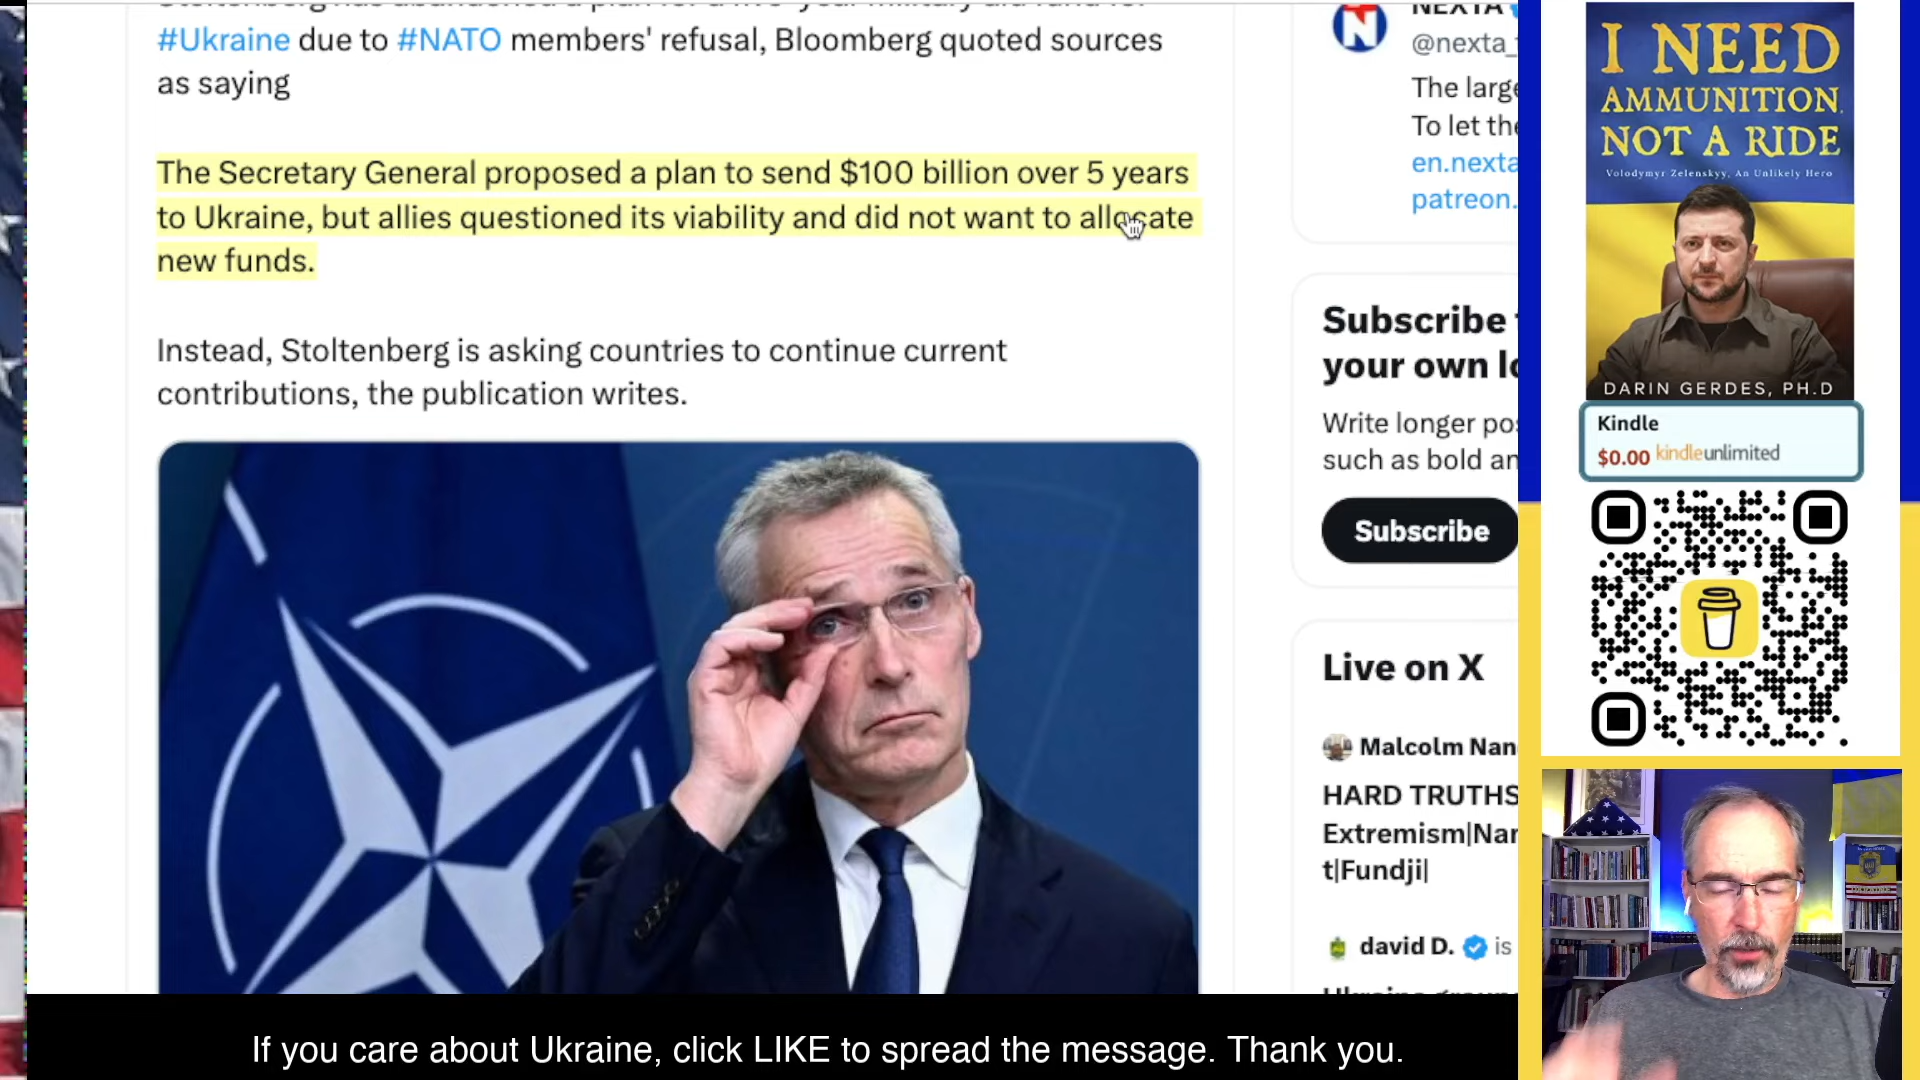 #Ukraine due to #NATO members' refusal, Bloomberg quoted sources
as saying
The Secretary General proposed a plan to send $100 billion over 5 years
to Ukraine, but allies questioned its viability and did not want to allocate
new funds.
Instead, Stoltenberg is asking countries to continue current
contributions, the publication writes.
NEXTA
@nexta_
The large
To let the
en.nexta
patreon.
Subscribe
your own lo
Write longer pos
such as bold an
Subscribe
Live on X
Malcolm Nan
HARD TRUTHS
Extremism|Nar
t|Fundji|
david D. is
I NEED
AMMUNITION,
NOT A RIDE
Volodymyr Zelenskyy, An Unlikely Hero
DARIN GERDES, PH.D
Kindle
$0.00 kindleunlimited
If you care about Ukraine, click LIKE to spread the message. Thank you.